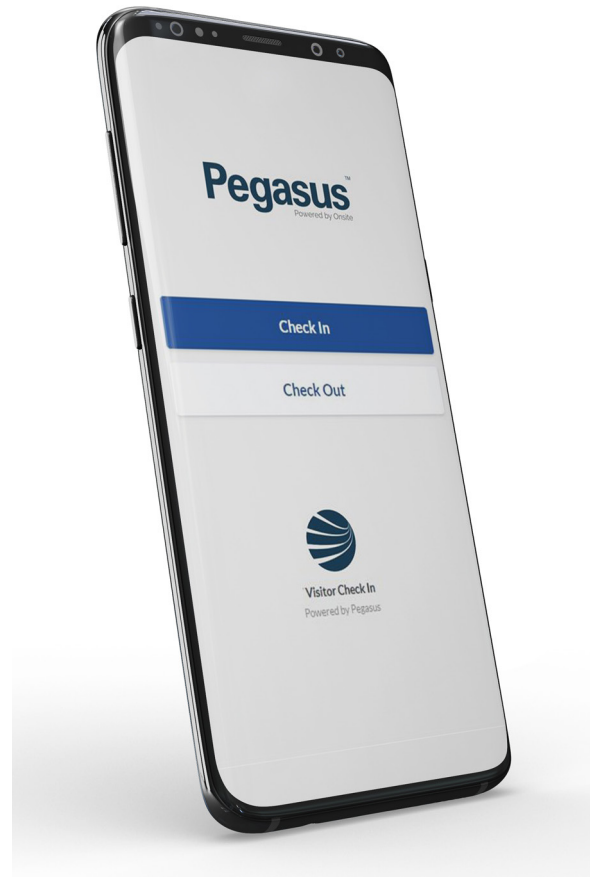 Pegasus™
Powered by Onsite
Check In
Check Out
Visitor Check In
Powered by Pegasus